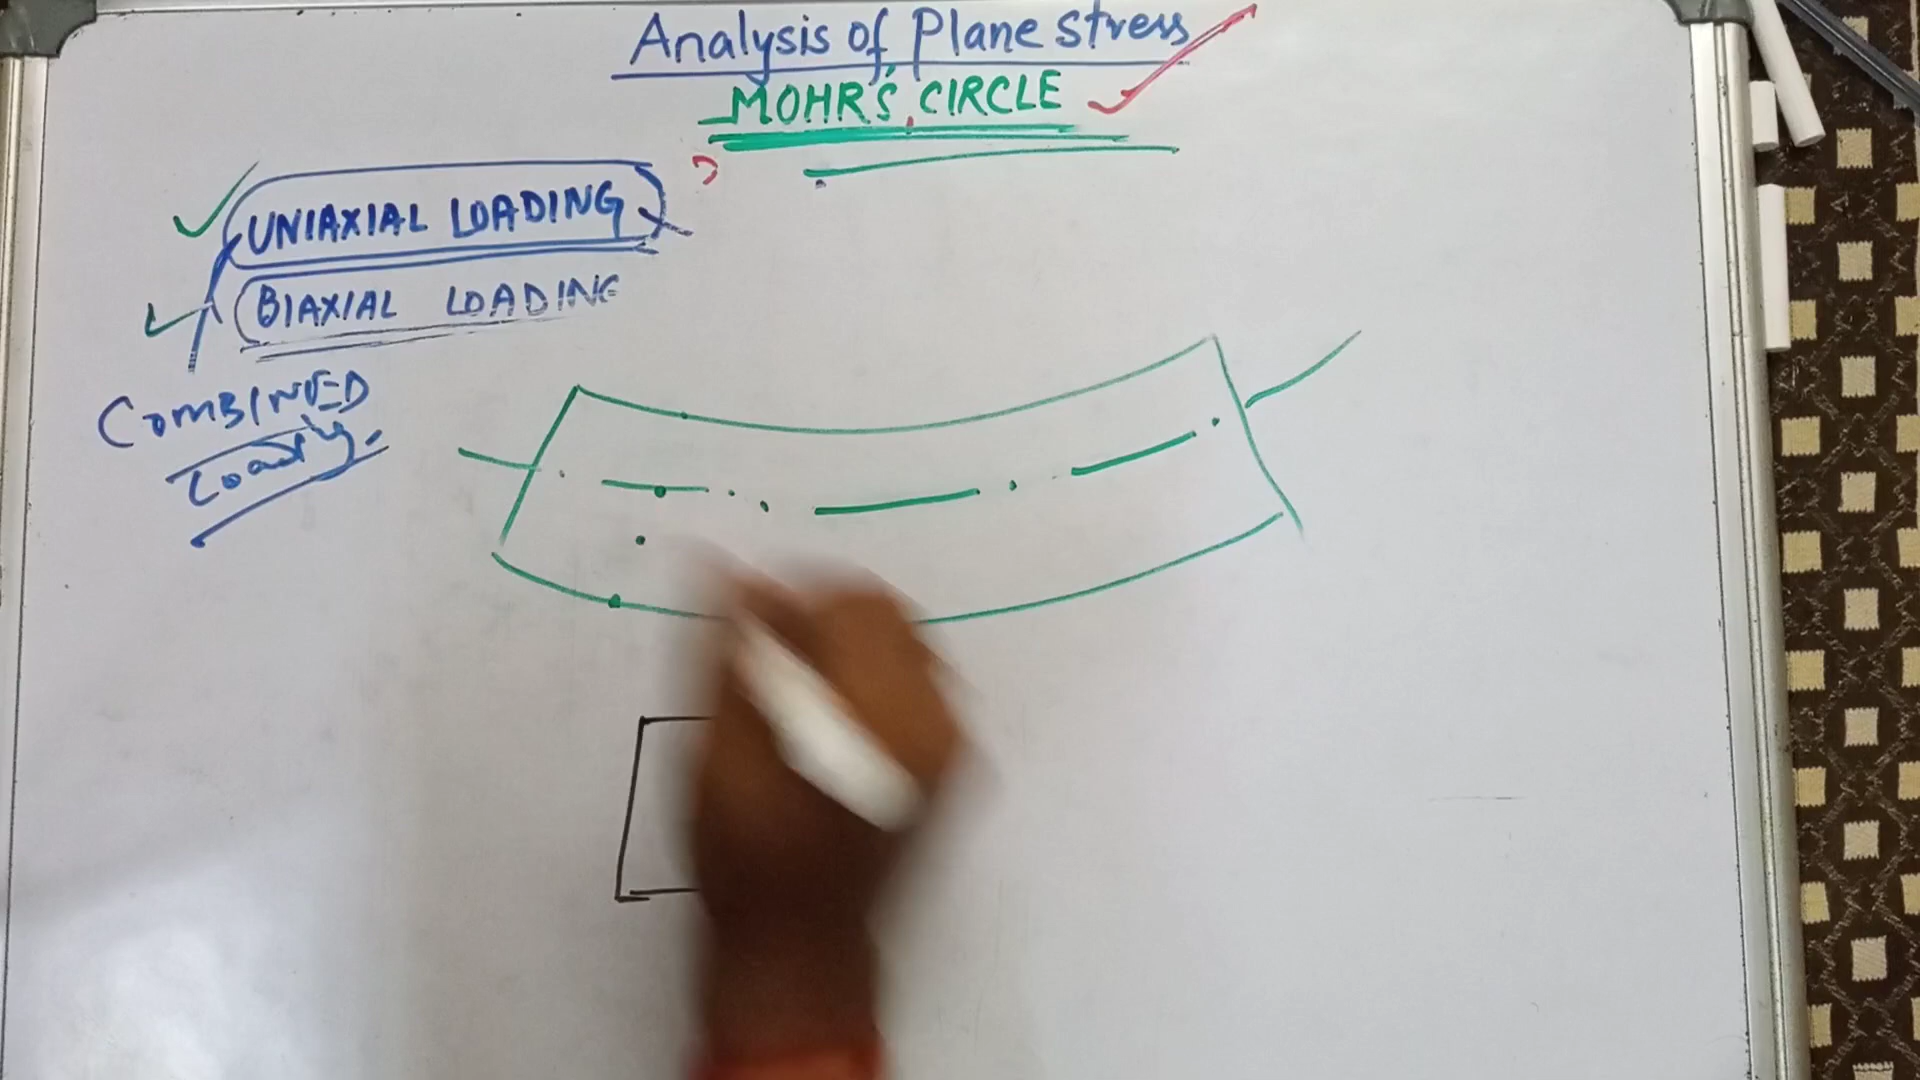 Analysis of Plane Stress
MOHR'S CIRCLE
UNIAXIAL LOADING
BIAXIAL LOADING
COMBINED
Loading